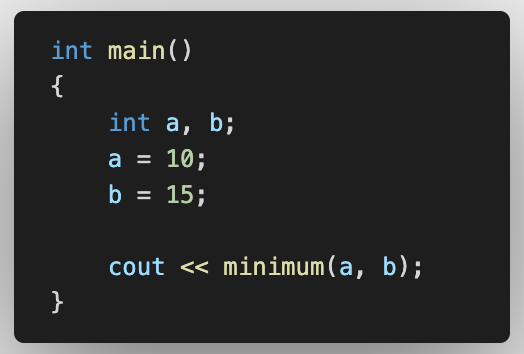 int main()
{
    int a, b;
    a = 10;
    b = 15;

    cout << minimum(a, b);
}